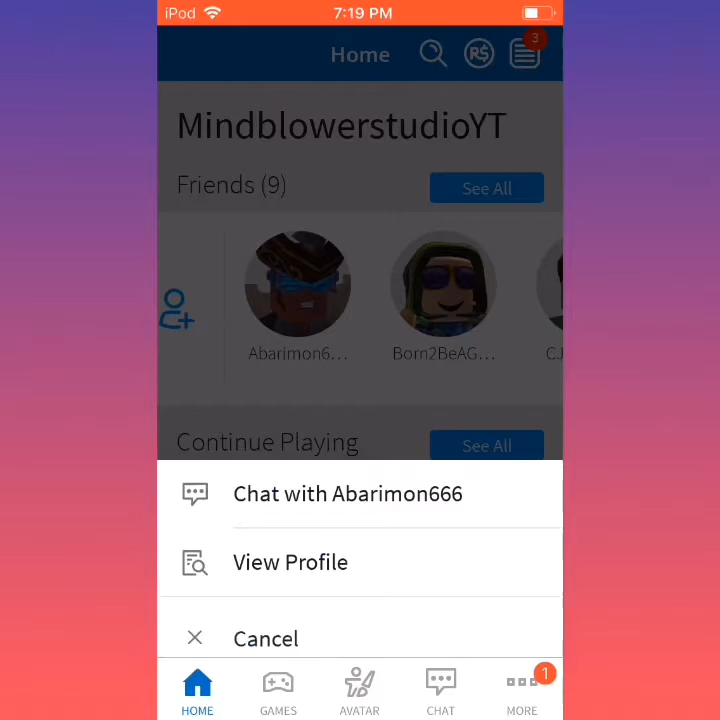 iPod 7:19 PM
Home R$ 3
MindblowerstudioYT
Friends (9) See All
Abarimon6... Born2BeAG... CJ
Continue Playing See All
Chat with Abarimon666
View Profile
Cancel
1
HOME GAMES AVATAR CHAT MORE